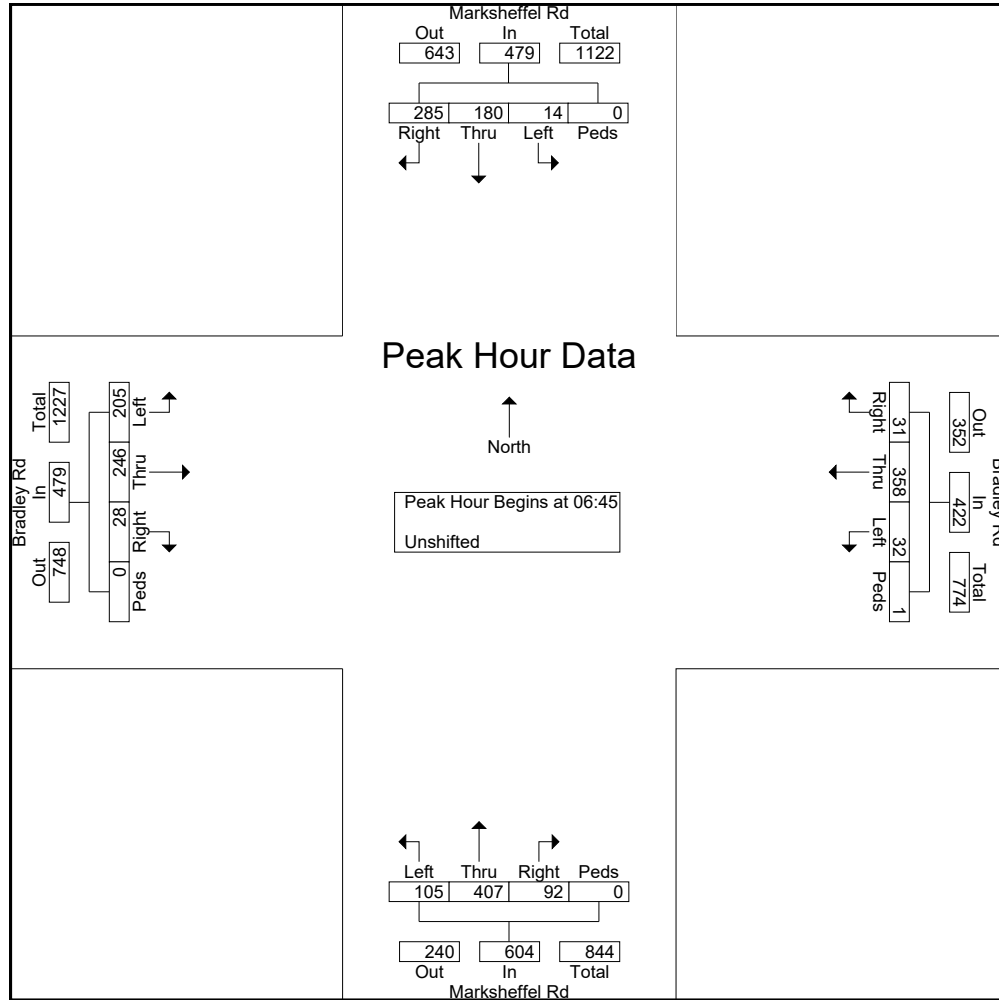 Marksheffel Rd
Out In Total
643 479 1122
285 180 14 0
Right Thru Left Peds
Peak Hour Data
North
Peak Hour Begins at 06:45
Unshifted
Bradley Rd
Total In Out
1227 479 748
205 246 28 0
Left Thru Right Peds
Right Thru Left Peds
31 358 32 1
Out In Total
352 422 774
Bradley Rd
Left Thru Right Peds
105 407 92 0
240 604 844
Out In Total
Marksheffel Rd